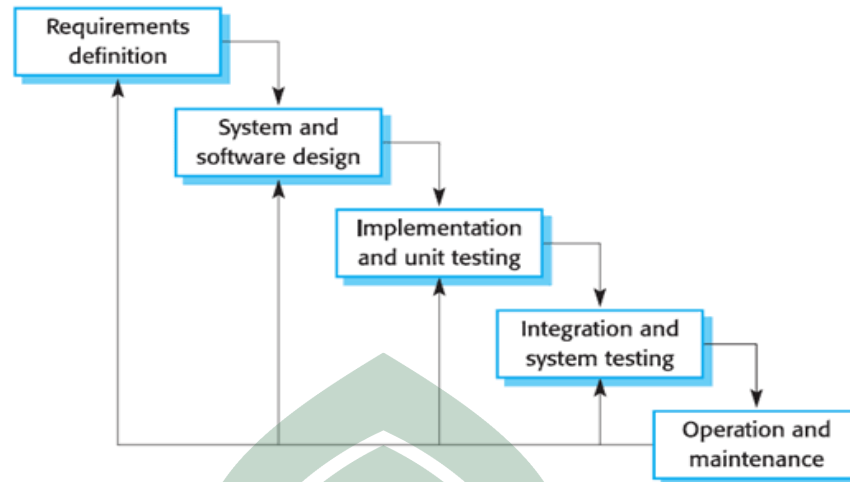 Requirements
definition
System and
software design
Implementation
and unit testing
Integration and
system testing
Operation and
maintenance